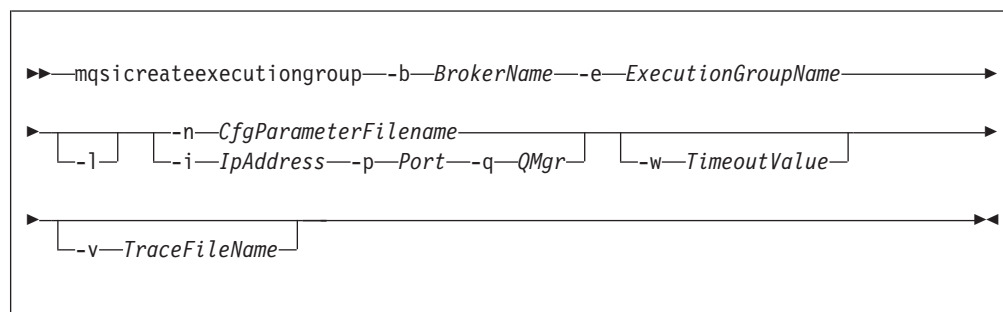 mqsicreateexecutiongroup -b BrokerName -e ExecutionGroupName
-n CfgParameterFilename
-l -i IpAddress -p Port -q QMgr -w TimeoutValue
-v TraceFileName